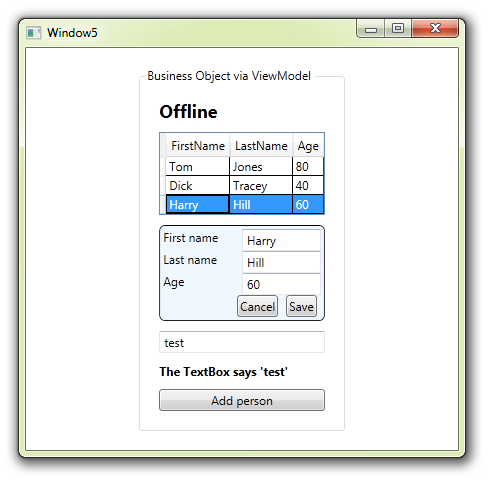 Window5
Business Object via ViewModel
Offline
FirstName LastName Age
Tom Jones 80
Dick Tracey 40
Harry Hill 60
First name Harry
Last name Hill
Age 60
Cancel Save
test
The TextBox says 'test'
Add person